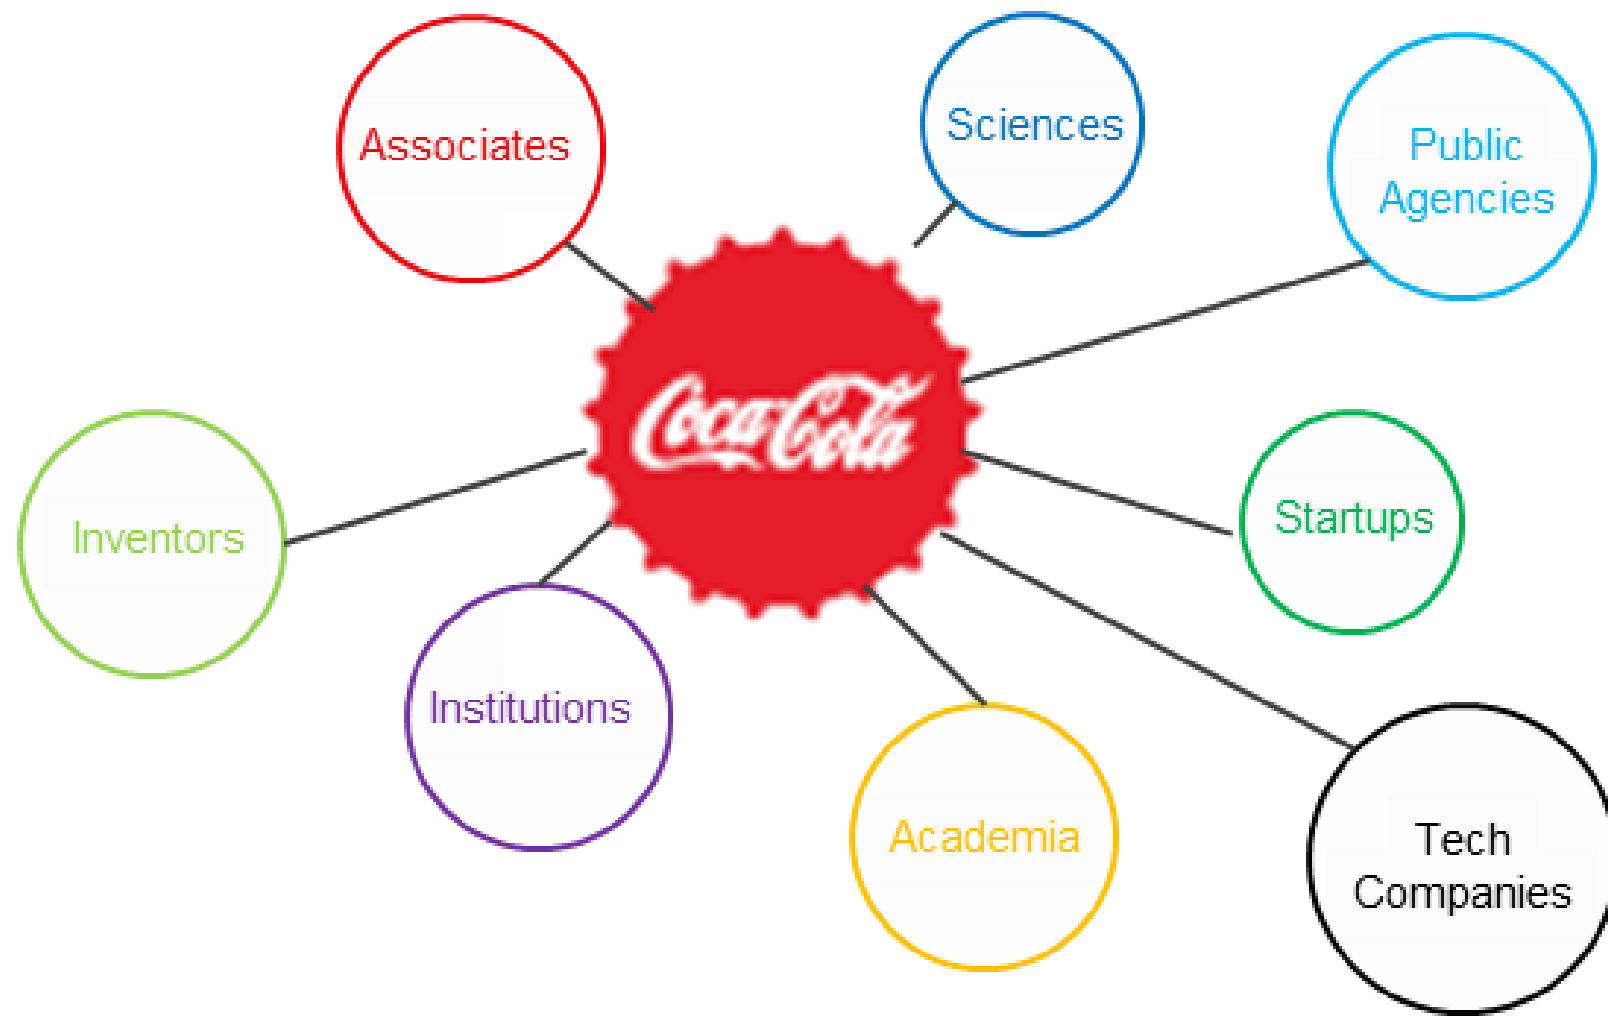 Associates
Sciences
Public
Agencies
Coca-Cola
Inventors
Startups
Institutions
Academia
Tech
Companies